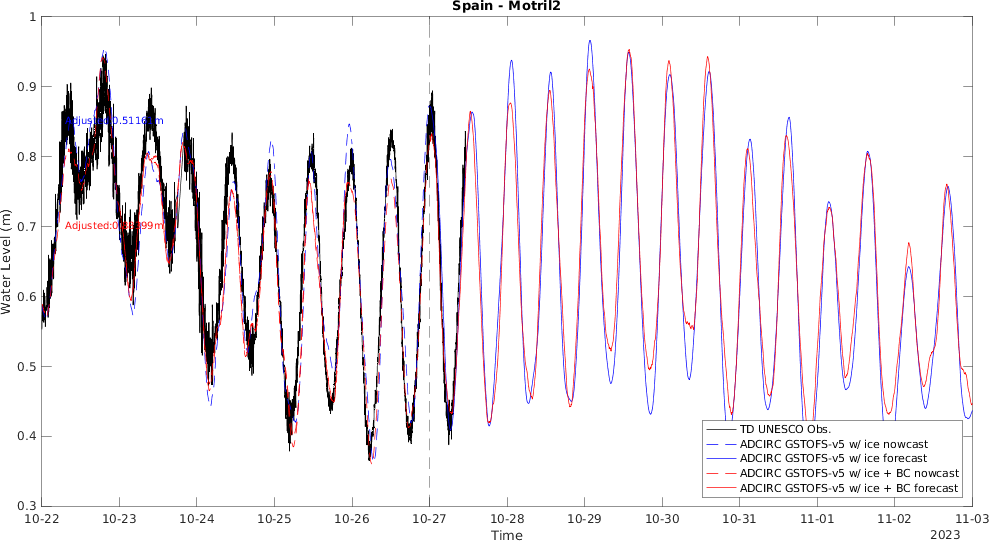 Spain - Motril2
Water Level (m)
1
0.9
0.8
0.7
0.6
0.5
0.4
0.3
m
Adjusted:0. 99m
TD UNESCO Obs.
ADCIRC GSTOFS-v5 w/ ice nowcast
ADCIRC GSTOFS-v5 w/ ice forecast
ADCIRC GSTOFS-v5 w/ ice + BC nowcast
ADCIRC GSTOFS-v5 w/ ice + BC forecast
10-22 10-23 10-24 10-25 10-26 10-27 10-28 10-29 10-30 10-31 11-01 11-02 11-03
Time
2023